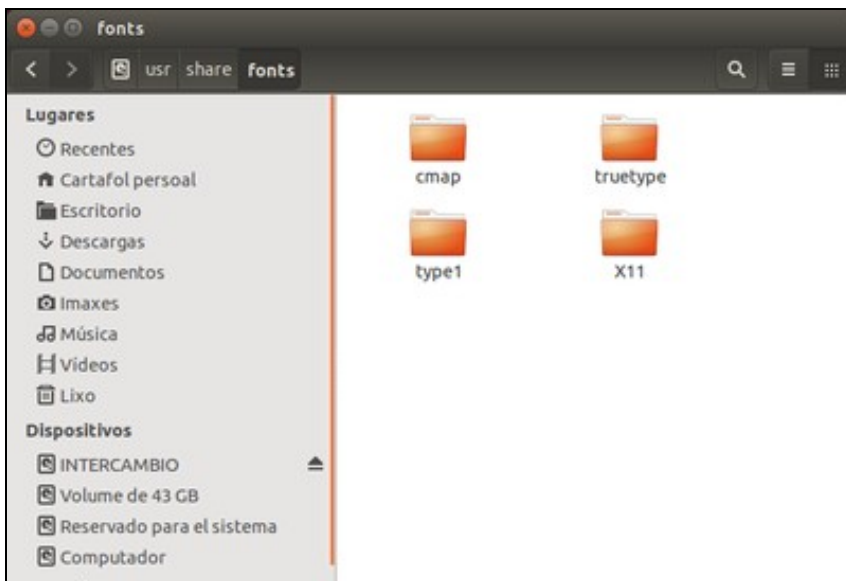 fonts
usr share fonts
Lugares
Recentes
Cartafol persoal
Escritorio
Descargas
Documentos
Imaxes
Música
Vídeos
Lixo
Dispositivos
INTERCAMBIO
Volume de 43 GB
Reservado para el sistema
Computador
cmap truetype
type1 X11